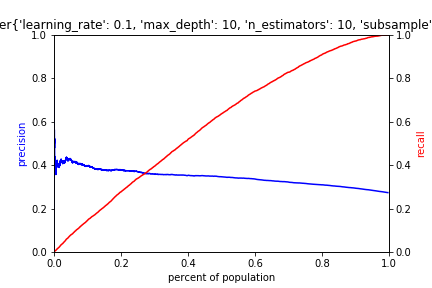 er{'learning_rate': 0.1, 'max_depth': 10, 'n_estimators': 10, 'subsample'
1.0 1.0
0.8 0.8
0.6 0.6
precision recall
0.4 0.4
0.2 0.2
0.0 0.0
0.0 0.2 0.4 0.6 0.8 1.0
percent of population